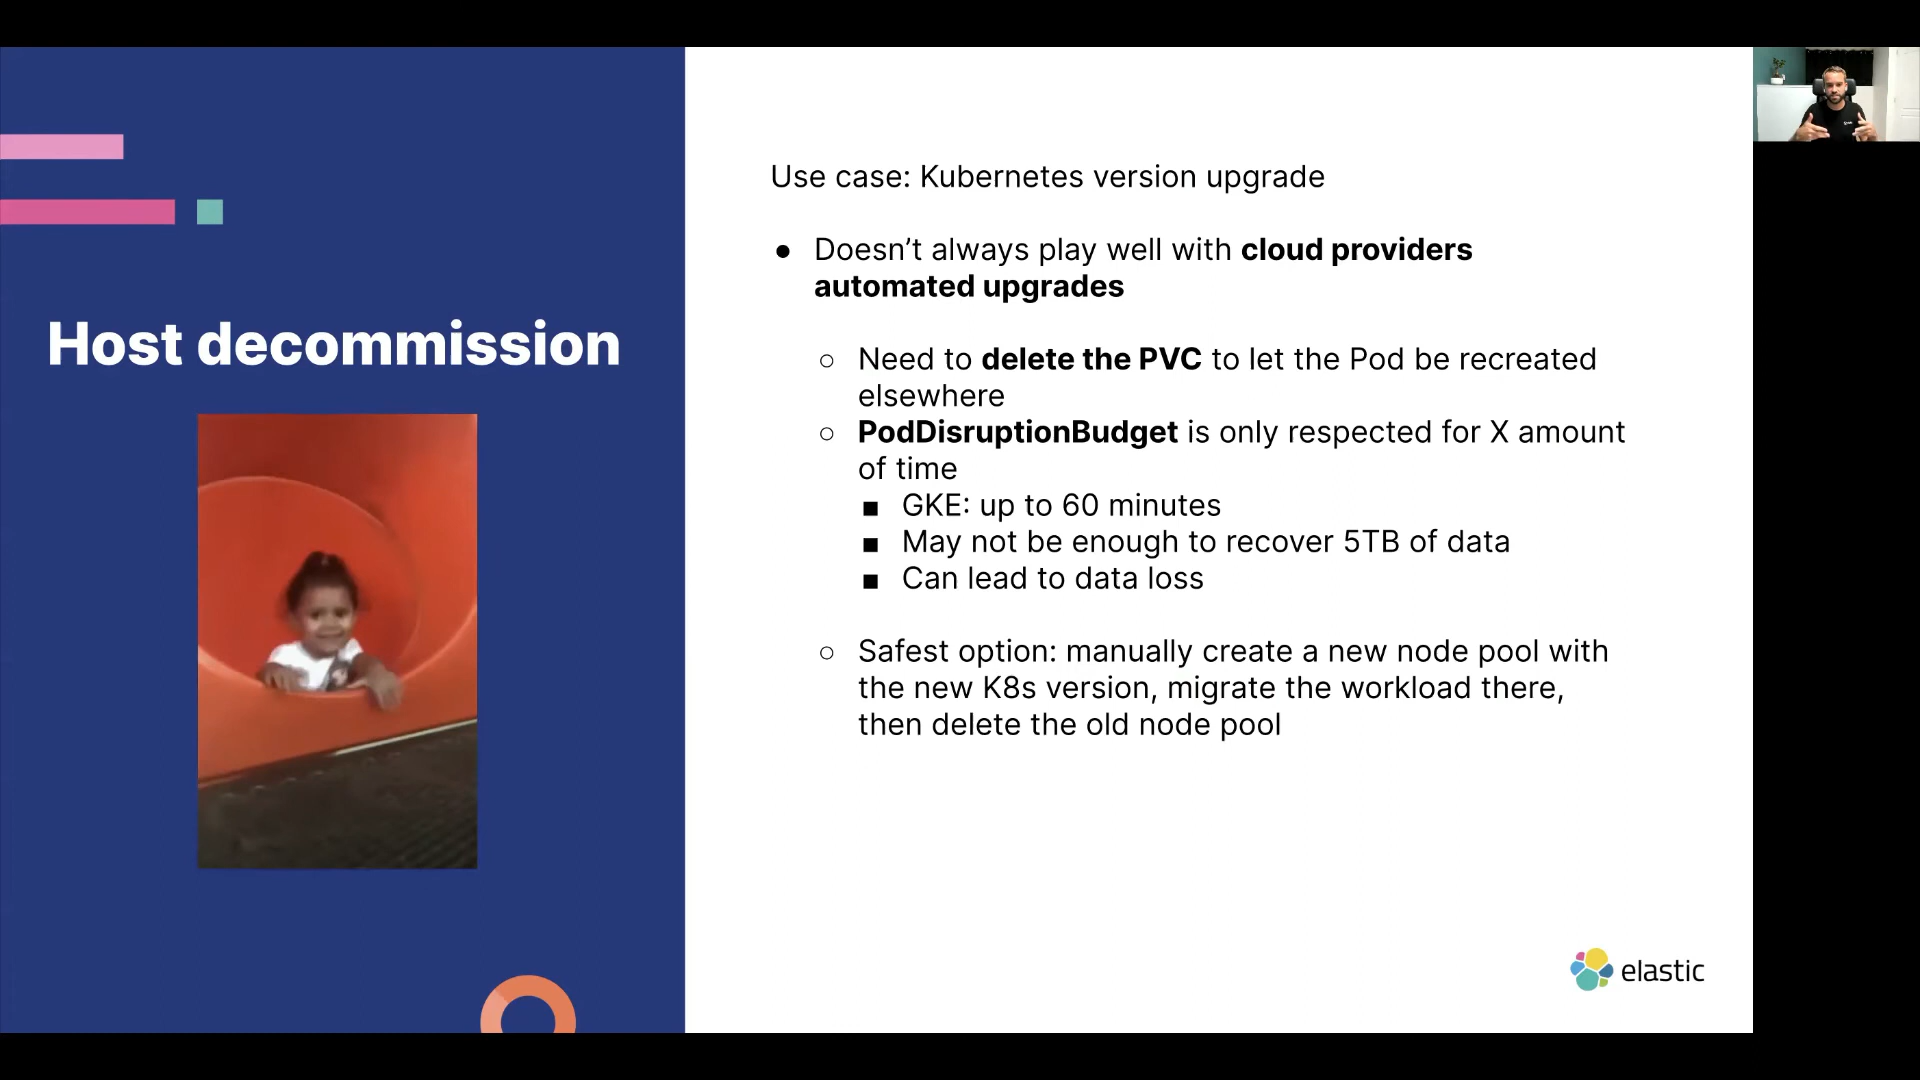 Host decommission
Use case: Kubernetes version upgrade
● Doesn’t always play well with cloud providers
automated upgrades
○ Need to delete the PVC to let the Pod be recreated
elsewhere
○ PodDisruptionBudget is only respected for X amount
of time
■ GKE: up to 60 minutes
■ May not be enough to recover 5TB of data
■ Can lead to data loss
○ Safest option: manually create a new node pool with
the new K8s version, migrate the workload there,
then delete the old node pool
elastic